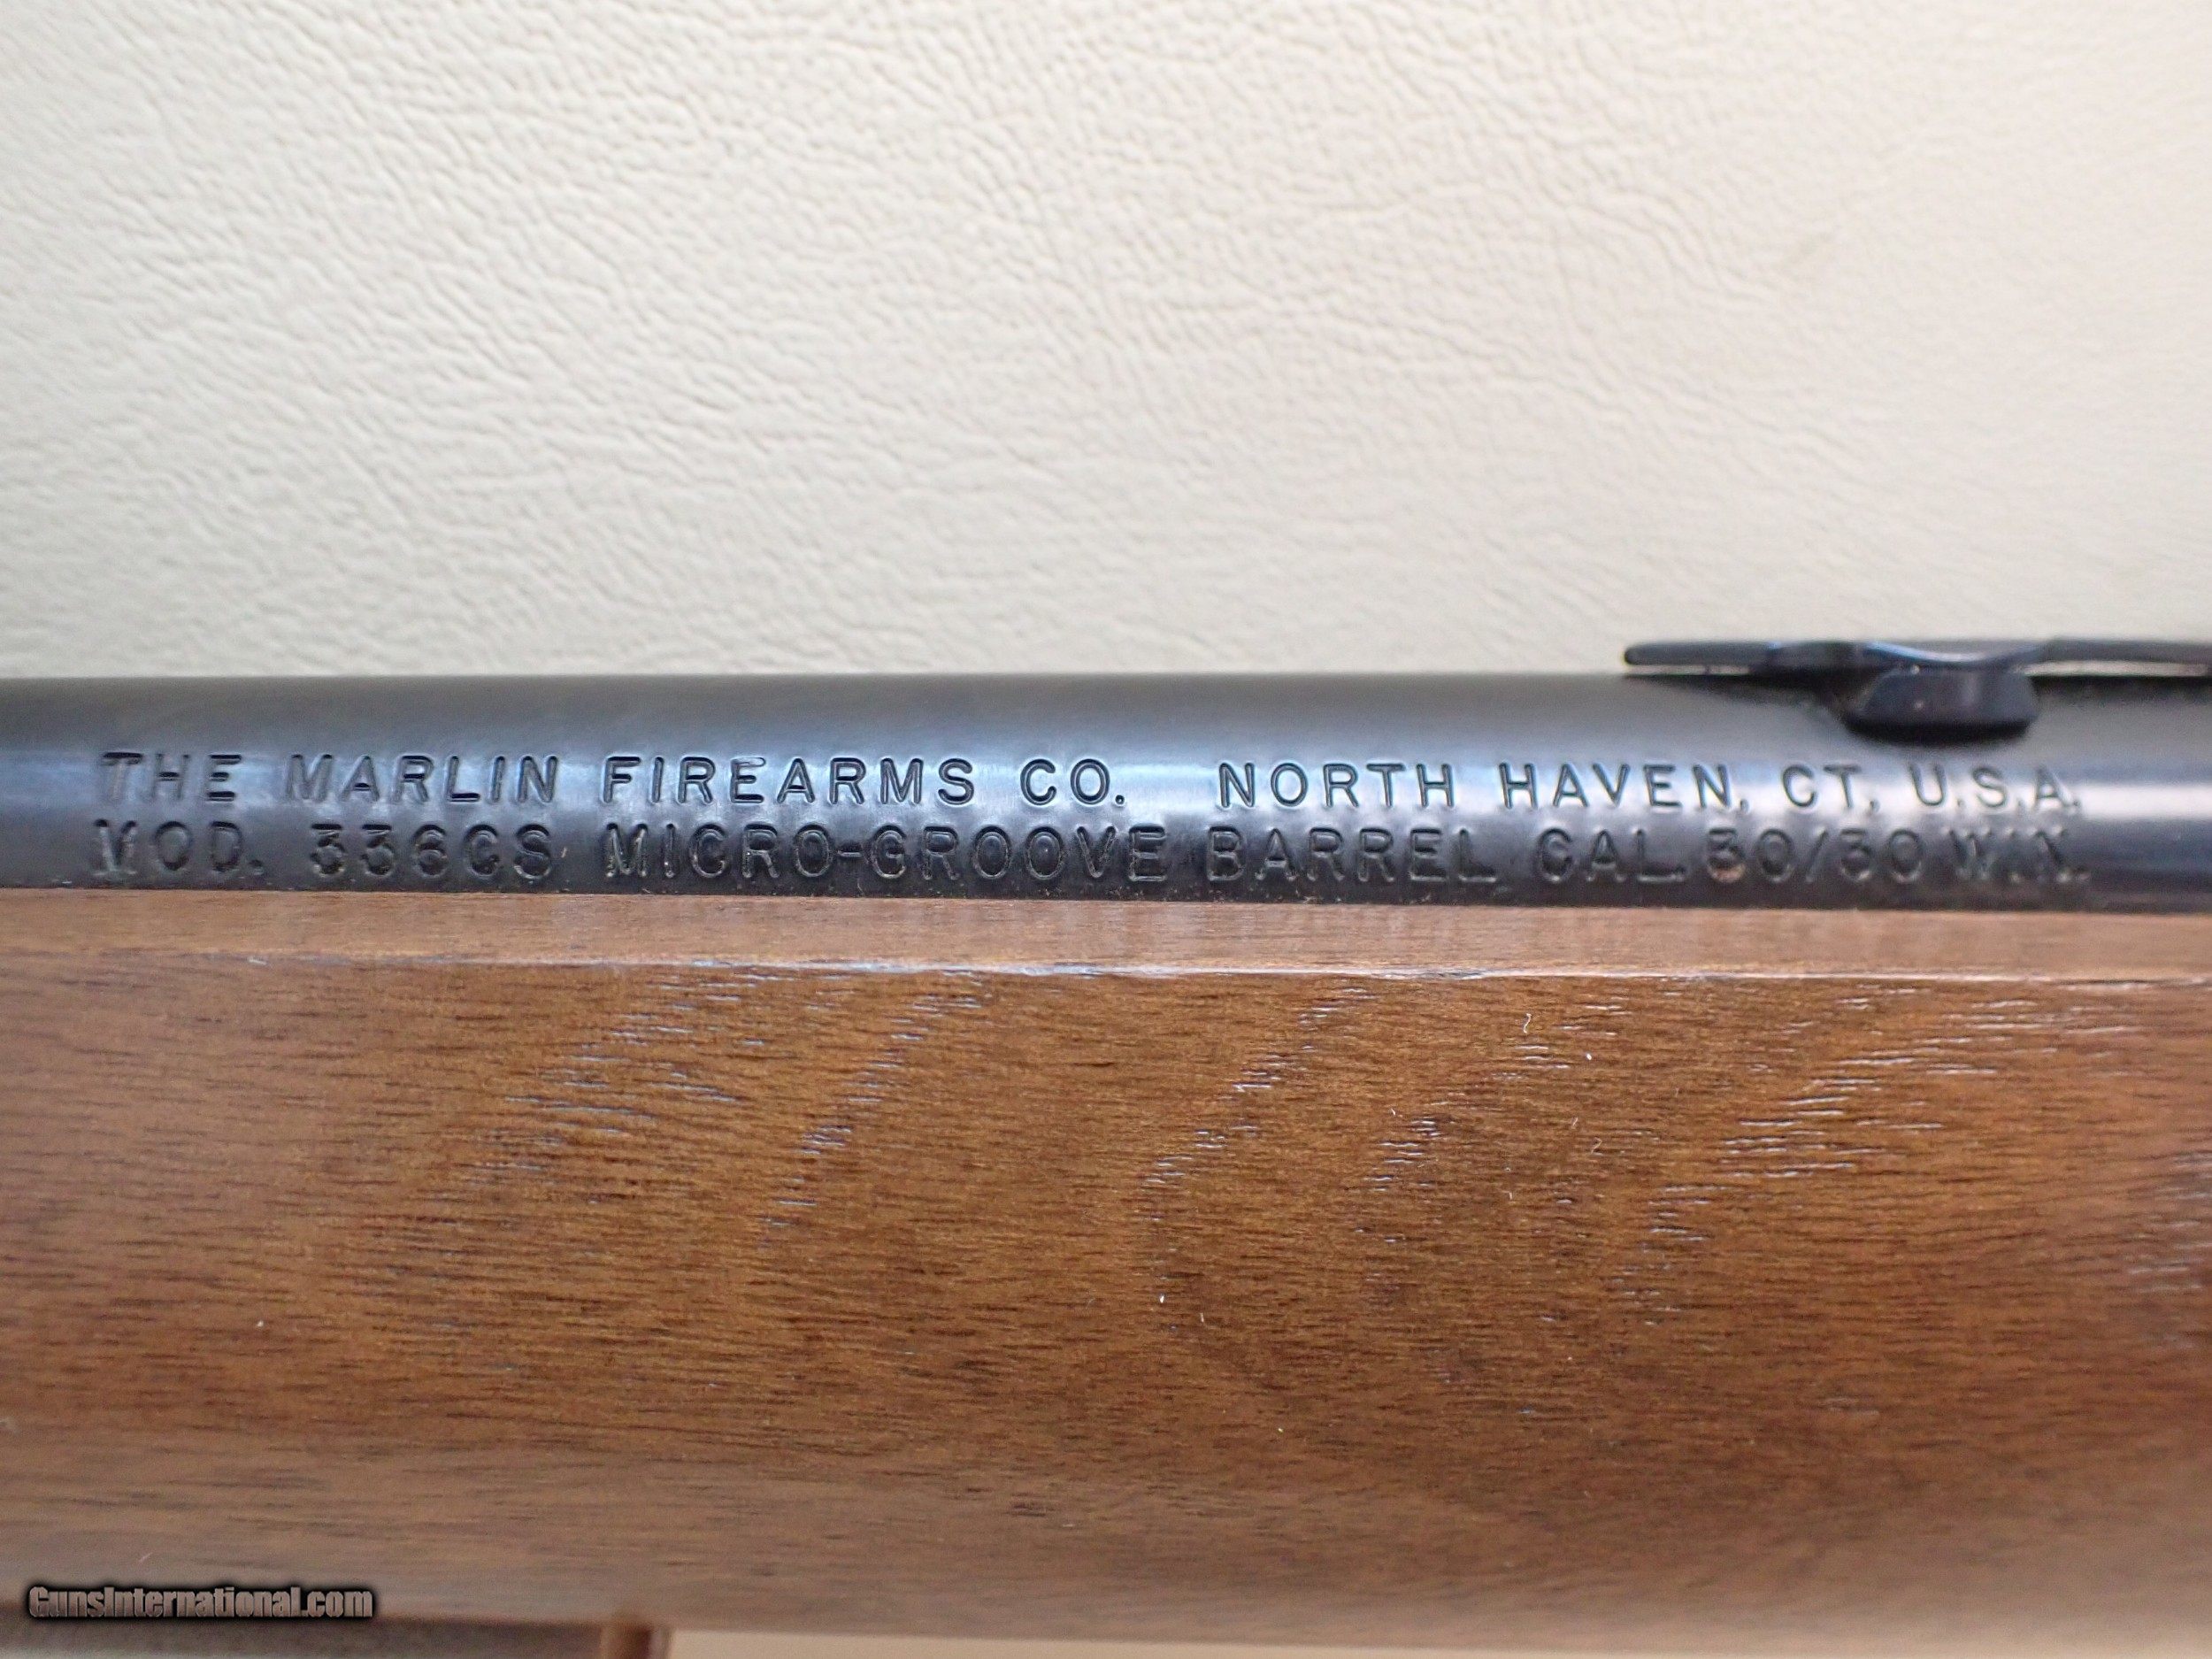 THE MARLIN FIREARMS CO. NORTH HAVEN, CT, U.S.A.
MOD. 336CS MICRO-GROOVE BARREL CAL. 30/30 WIN.
GunsInternational.com